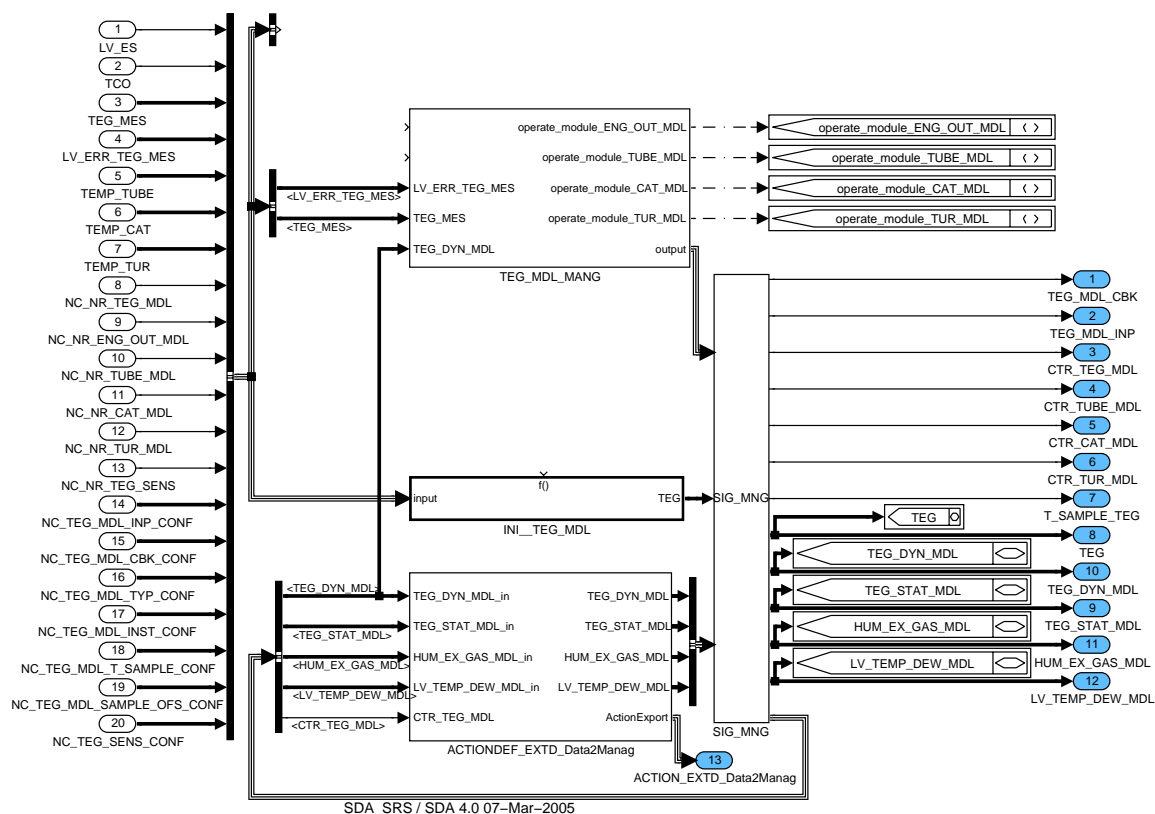 1
LV_ES
2
TCO
3
TEG_MES
4
LV_ERR_TEG_MES
5
TEMP_TUBE
6
TEMP_CAT
7
TEMP_TUR
8
NC_NR_TEG_MDL
9
NC_NR_ENG_OUT_MDL
10
NC_NR_TUBE_MDL
11
NC_NR_CAT_MDL
12
NC_NR_TUR_MDL
13
NC_NR_TEG_SENS
14
NC_TEG_MDL_INP_CONF
15
NC_TEG_MDL_CBK_CONF
16
NC_TEG_MDL_TYP_CONF
17
NC_TEG_MDL_INST_CONF
18
NC_TEG_MDL_T_SAMPLE_CONF
19
NC_TEG_MDL_SAMPLE_OFS_CONF
20
NC_TEG_SENS_CONF
<LV_ERR_TEG_MES>
<TEG_MES>
LV_ERR_TEG_MES
TEG_MES
TEG_DYN_MDL
operate_module_ENG_OUT_MDL
operate_module_TUBE_MDL
operate_module_CAT_MDL
operate_module_TUR_MDL
output
TEG_MDL_MANG
operate_module_ENG_OUT_MDL
operate_module_TUBE_MDL
operate_module_CAT_MDL
operate_module_TUR_MDL
f()
input
TEG
INI__TEG_MDL
<TEG_DYN_MDL>
<TEG_STAT_MDL>
<HUM_EX_GAS_MDL>
<LV_TEMP_DEW_MDL>
<CTR_TEG_MDL>
TEG_DYN_MDL_in
TEG_STAT_MDL_in
HUM_EX_GAS_MDL_in
LV_TEMP_DEW_MDL_in
CTR_TEG_MDL
TEG_DYN_MDL
TEG_STAT_MDL
HUM_EX_GAS_MDL
LV_TEMP_DEW_MDL
ActionExport
ACTIONDEF_EXTD_Data2Manag
SIG_MNG
SIG_MNG
1
TEG_MDL_CBK
2
TEG_MDL_INP
3
CTR_TEG_MDL
4
CTR_TUBE_MDL
5
CTR_CAT_MDL
6
CTR_TUR_MDL
7
T_SAMPLE_TEG
TEG
8
TEG
TEG_DYN_MDL
10
TEG_DYN_MDL
TEG_STAT_MDL
9
TEG_STAT_MDL
HUM_EX_GAS_MDL
11
HUM_EX_GAS_MDL
LV_TEMP_DEW_MDL
12
LV_TEMP_DEW_MDL
13
ACTION_EXTD_Data2Manag
SDA SRS / SDA 4.0 07−Mar−2005